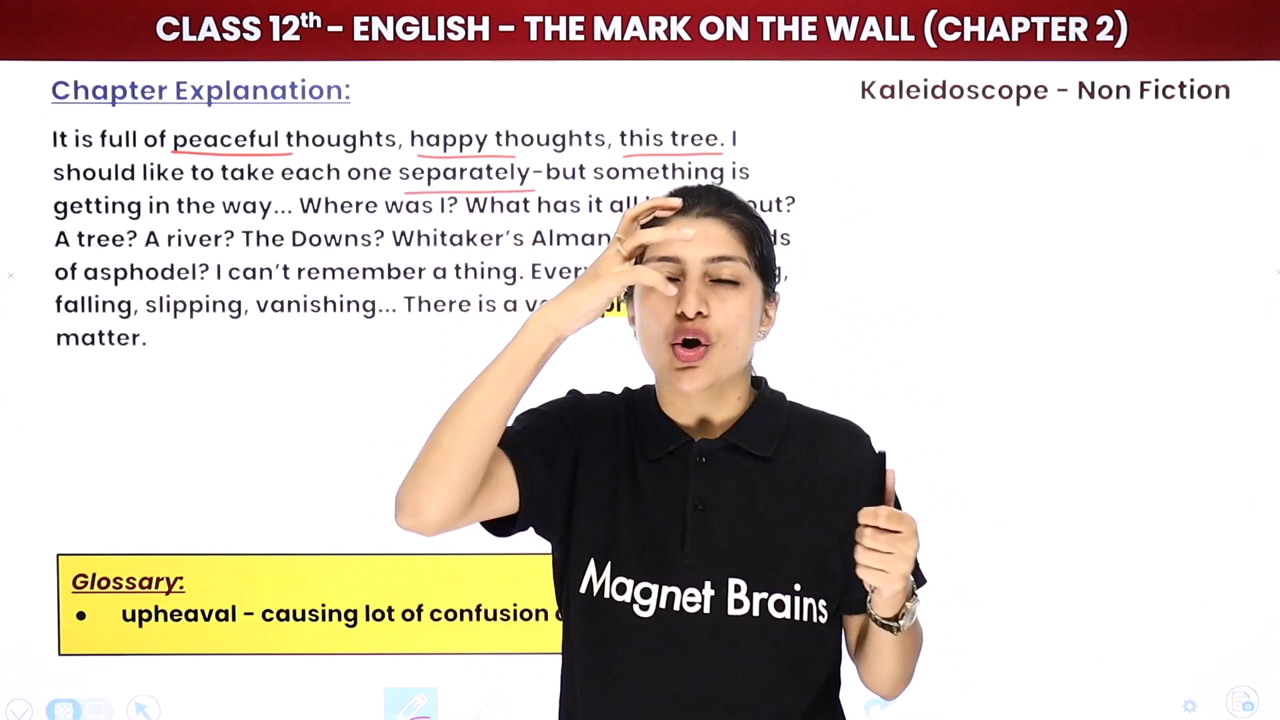 CLASS 12th - ENGLISH - THE MARK ON THE WALL (CHAPTER 2)
Chapter Explanation:
Kaleidoscope - Non Fiction
It is full of peaceful thoughts, happy thoughts, this tree. I
should like to take each one separately-but something is
getting in the way... Where was I? What has it all out?
A tree? A river? The Downs? Whitaker's
of asphodel? I can't remember a thing.
falling, slipping, vanishing... There is a
matter.
Glossary:
• upheaval - causing lot of confusion
Magnet Brains